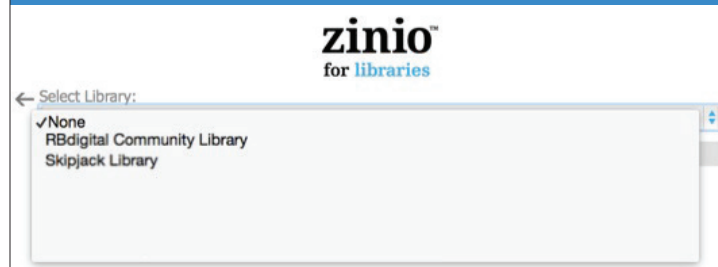 zinio™
for libraries
← Select Library:
✓None
RBdigital Community Library
Skipjack Library